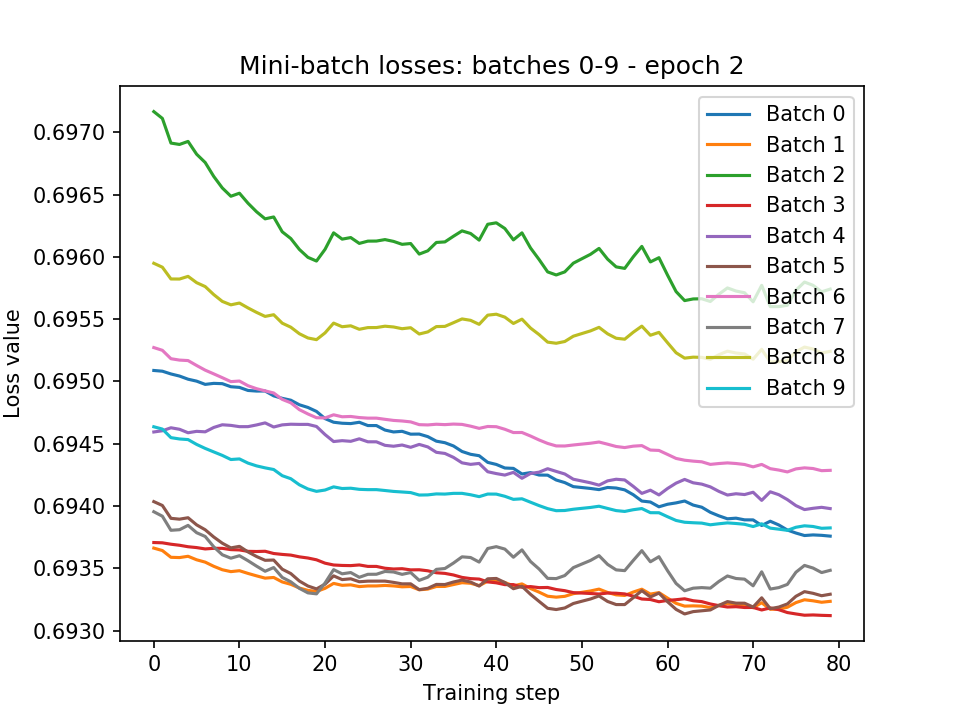 Mini-batch losses: batches 0-9 - epoch 2
Loss value
0.6970
0.6965
0.6960
0.6955
0.6950
0.6945
0.6940
0.6935
0.6930
Batch 0
Batch 1
Batch 2
Batch 3
Batch 4
Batch 5
Batch 6
Batch 7
Batch 8
Batch 9
0 10 20 30 40 50 60 70 80
Training step